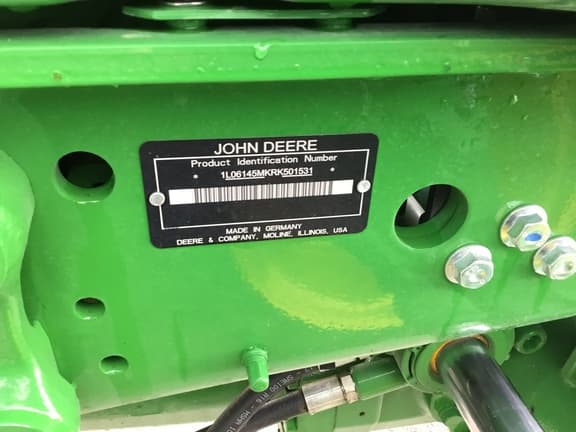 JOHN DEERE
Product Identification Number
* 1L06145MKRK501531 *
MADE IN GERMANY
DEERE & COMPANY, MOLINE, ILLINOIS, USA